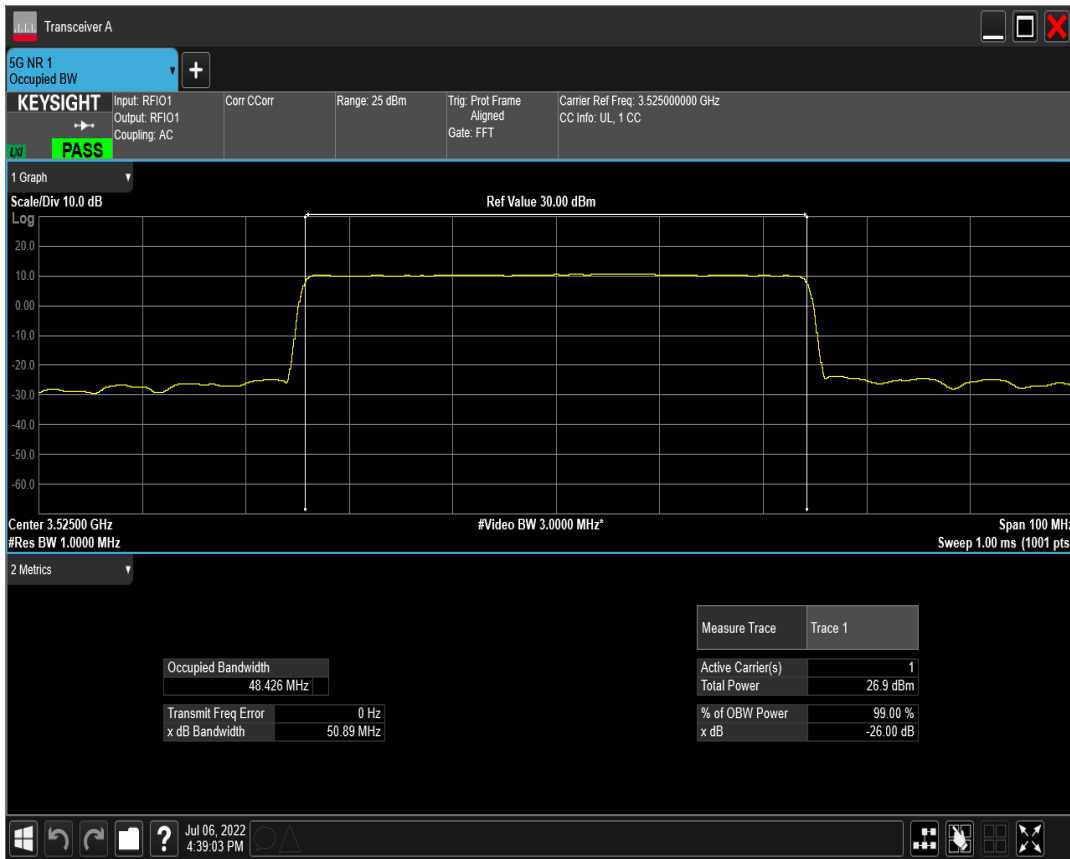 Transceiver A
5G NR 1
Occupied BW
KEYSIGHT
Input: RFIO1
Output: RFIO1
Coupling: AC
Corr CCorr
Range: 25 dBm
Trig: Prot Frame
Aligned
Gate: FFT
Carrier Ref Freq: 3.525000000 GHz
CC Info: UL, 1 CC
LXI
PASS
1 Graph
Scale/Div 10.0 dB
Ref Value 30.00 dBm
Log
20.0
10.0
0.00
-10.0
-20.0
-30.0
-40.0
-50.0
-60.0
Center 3.52500 GHz
#Video BW 3.0000 MHz*
Span 100 MHz
#Res BW 1.0000 MHz
Sweep 1.00 ms (1001 pts
2 Metrics
Measure Trace Trace 1
Occupied Bandwidth
48.426 MHz
Active Carrier(s) 1
Total Power 26.9 dBm
Transmit Freq Error 0 Hz
x dB Bandwidth 50.89 MHz
% of OBW Power 99.00 %
x dB -26.00 dB
?
Jul 06, 2022
4:39:03 PM